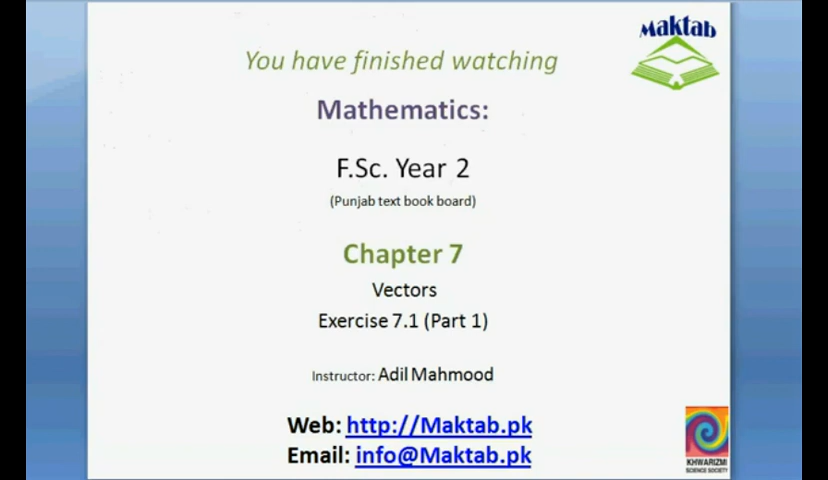 Maktab
You have finished watching
Mathematics:
F.Sc. Year 2
(Punjab text book board)
Chapter 7
Vectors
Exercise 7.1 (Part 1)
Instructor: Adil Mahmood
Web: http://Maktab.pk
Email: info@Maktab.pk
KHWARIZMI
SCIENCE SOCIETY